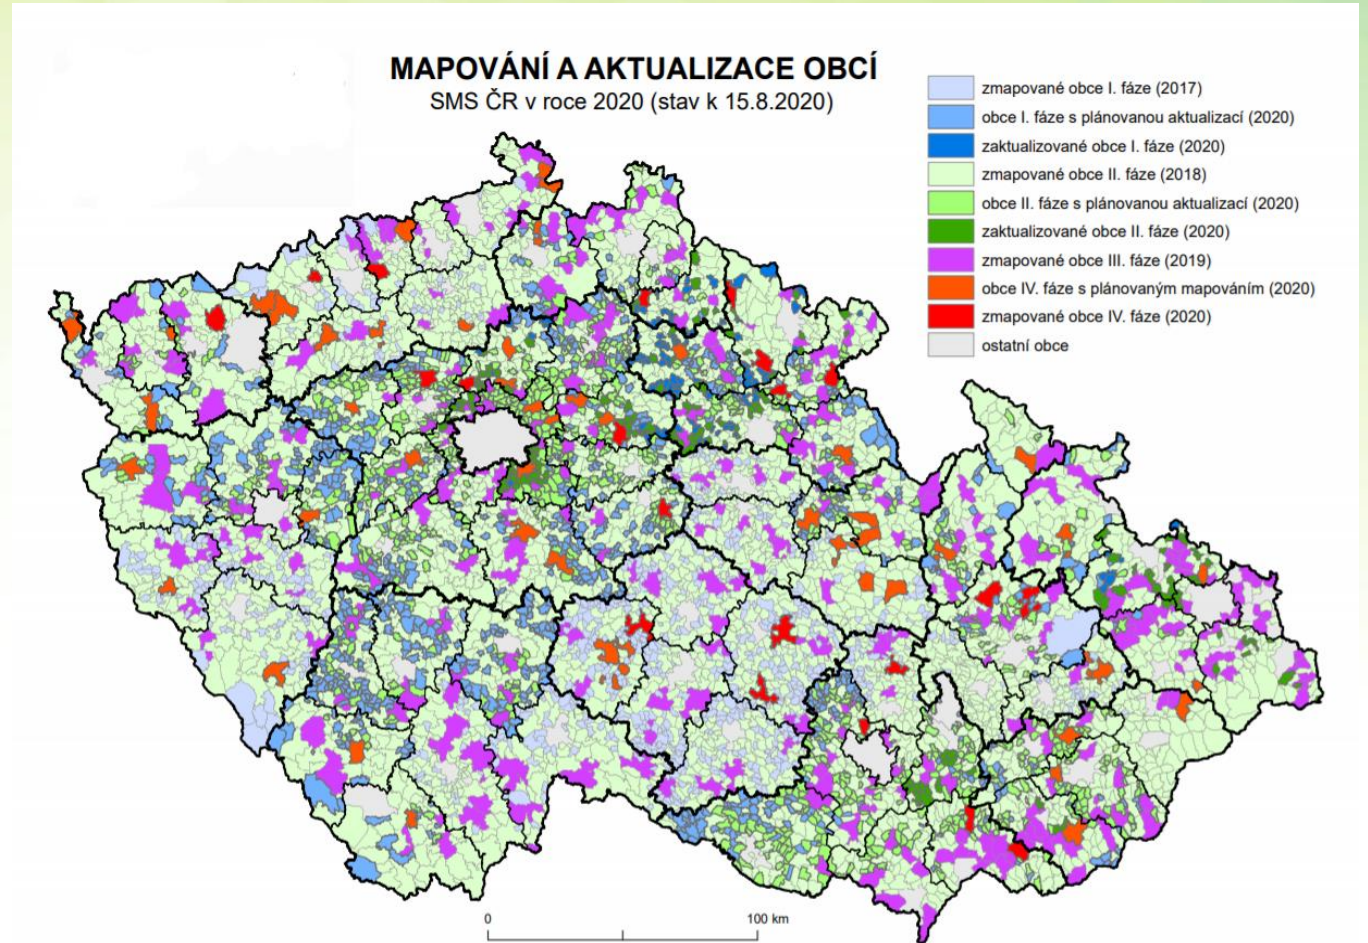 MAPOVÁNÍ A AKTUALIZACE OBCÍ
SMS ČR v roce 2020 (stav k 15.8.2020)
zmapované obce I. fáze (2017)
obce I. fáze s plánovanou aktualizací (2020)
zaktualizované obce I. fáze (2020)
zmapované obce II. fáze (2018)
obce II. fáze s plánovanou aktualizací (2020)
zaktualizované obce II. fáze (2020)
zmapované obce III. fáze (2019)
obce IV. fáze s plánovaným mapováním (2020)
zmapované obce IV. fáze (2020)
ostatní obce
0 100 km